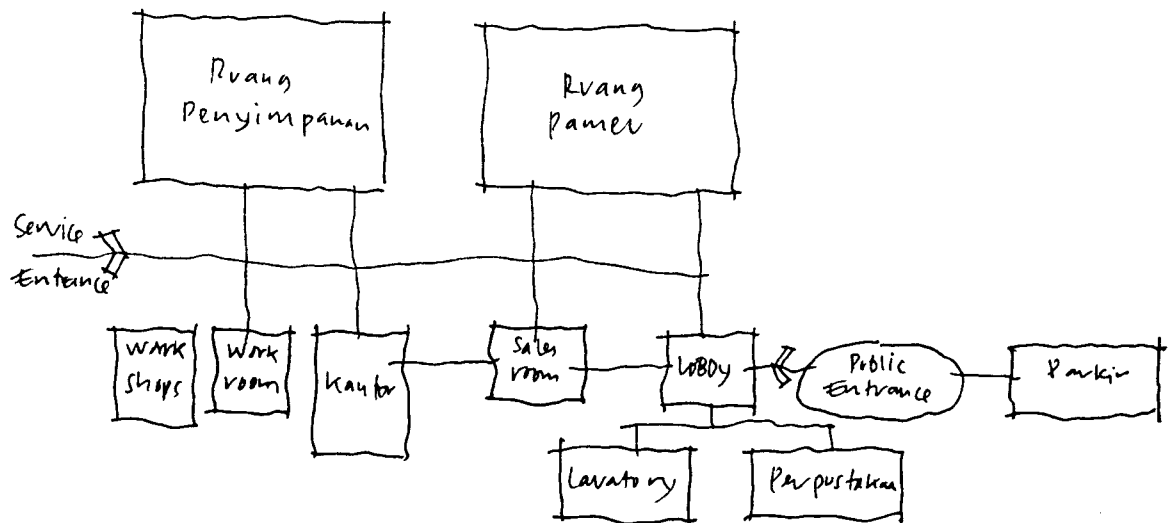 Ruang
Penyimpanan
Ruang
Pamer
Service
Entrance
Work
shops
Work
room
Kantor
Sales
room
LOBBy
Public
Entrance
Parkir
Lavatory
Perpustakaan